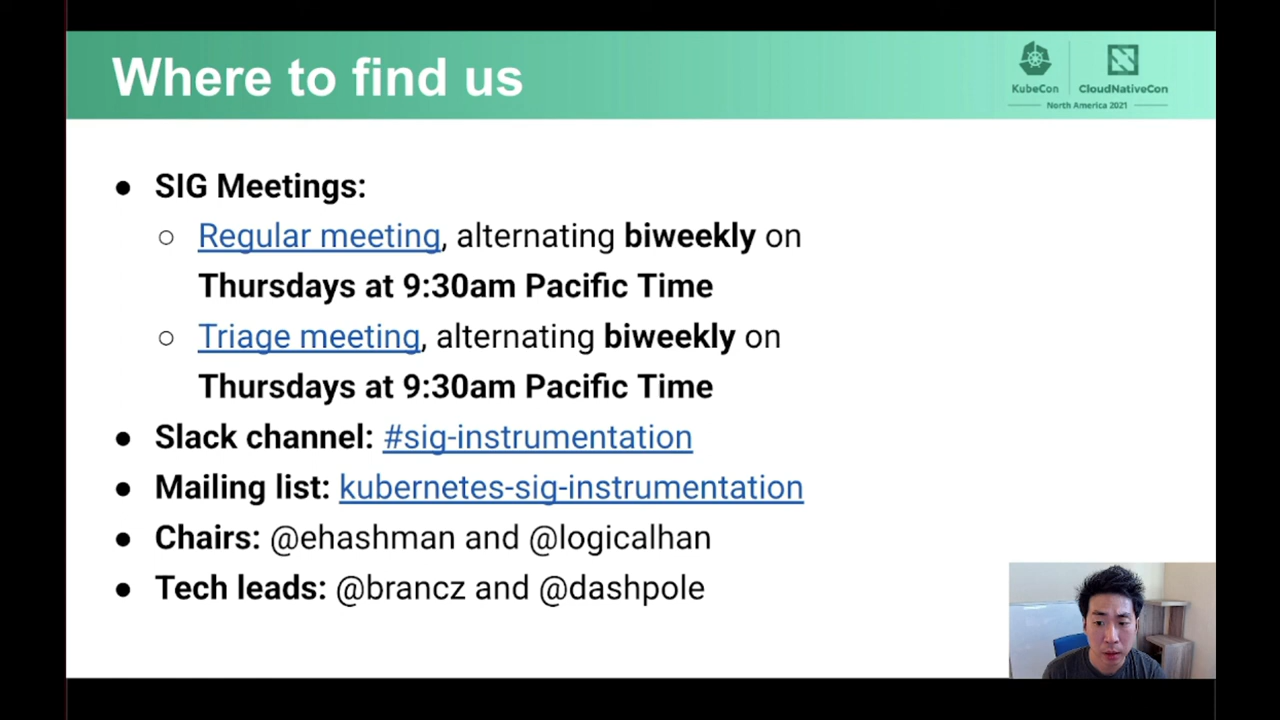 Where to find us
KubeCon
CloudNativeCon
North America 2021
● SIG Meetings:
○ Regular meeting, alternating biweekly on
Thursdays at 9:30am Pacific Time
○ Triage meeting, alternating biweekly on
Thursdays at 9:30am Pacific Time
● Slack channel: #sig-instrumentation
● Mailing list: kubernetes-sig-instrumentation
● Chairs: @ehashman and @logicalhan
● Tech leads: @brancz and @dashpole